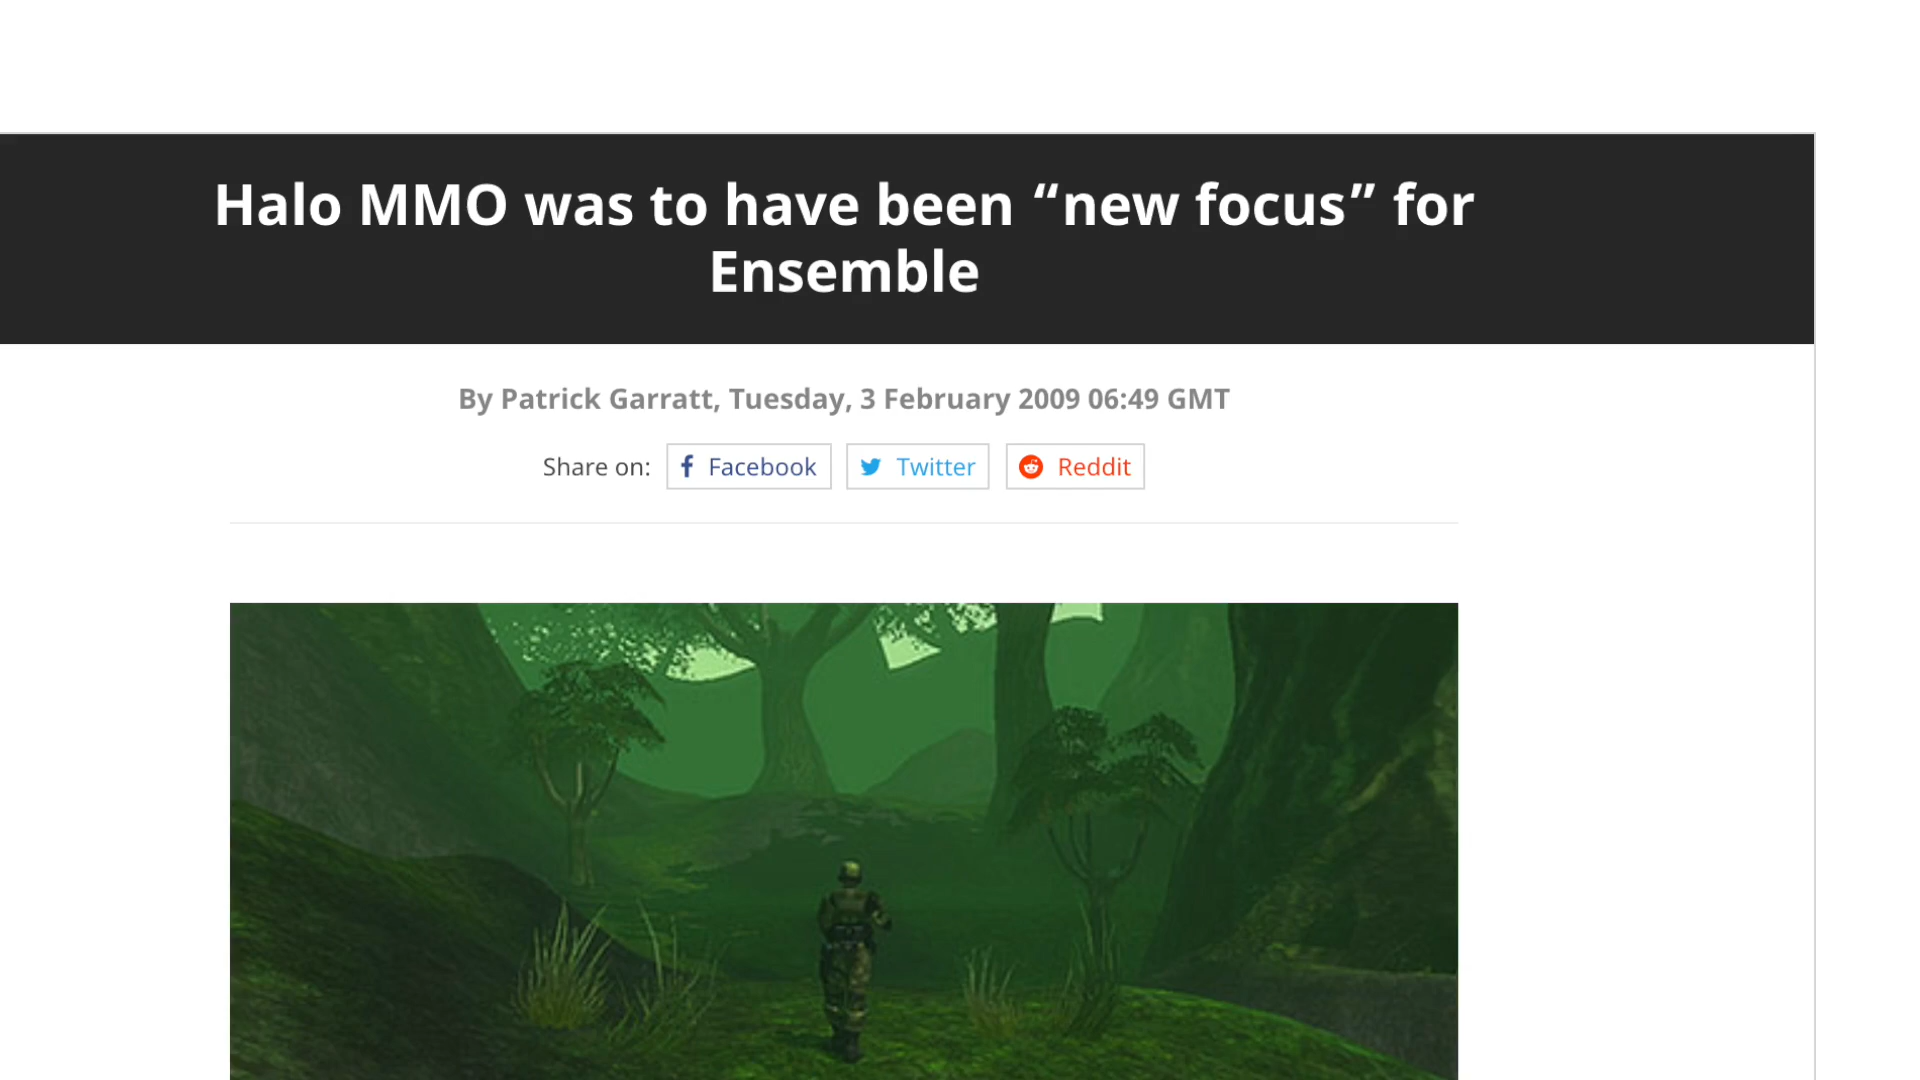 Halo MMO was to have been “new focus” for
Ensemble
By Patrick Garratt, Tuesday, 3 February 2009 06:49 GMT
Share on: Facebook Twitter Reddit